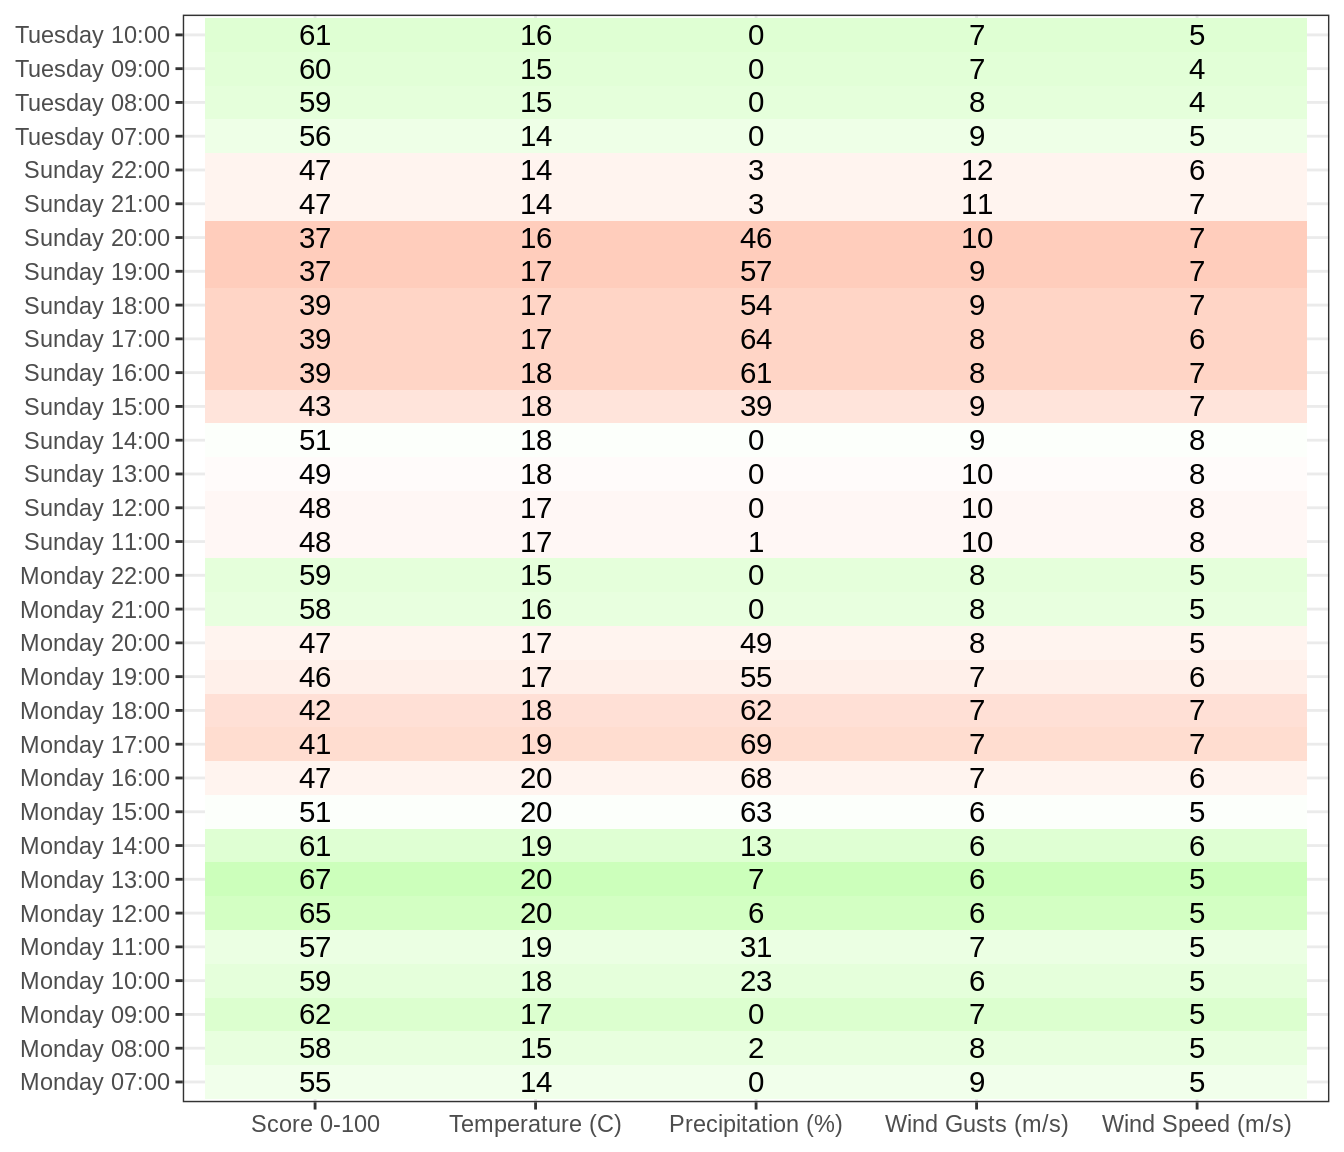 Tuesday 10:00 61 16 0 7 5
Tuesday 09:00 60 15 0 7 4
Tuesday 08:00 59 15 0 8 4
Tuesday 07:00 56 14 0 9 5
Sunday 22:00 47 14 3 12 6
Sunday 21:00 47 14 3 11 7
Sunday 20:00 37 16 46 10 7
Sunday 19:00 37 17 57 9 7
Sunday 18:00 39 17 54 9 7
Sunday 17:00 39 17 64 8 6
Sunday 16:00 39 18 61 8 7
Sunday 15:00 43 18 39 9 7
Sunday 14:00 51 18 0 9 8
Sunday 13:00 49 18 0 10 8
Sunday 12:00 48 17 0 10 8
Sunday 11:00 48 17 1 10 8
Monday 22:00 59 15 0 8 5
Monday 21:00 58 16 0 8 5
Monday 20:00 47 17 49 8 5
Monday 19:00 46 17 55 7 6
Monday 18:00 42 18 62 7 7
Monday 17:00 41 19 69 7 7
Monday 16:00 47 20 68 7 6
Monday 15:00 51 20 63 6 5
Monday 14:00 61 19 13 6 6
Monday 13:00 67 20 7 6 5
Monday 12:00 65 20 6 6 5
Monday 11:00 57 19 31 7 5
Monday 10:00 59 18 23 6 5
Monday 09:00 62 17 0 7 5
Monday 08:00 58 15 2 8 5
Monday 07:00 55 14 0 9 5
Score 0-100 Temperature (C) Precipitation (%) Wind Gusts (m/s) Wind Speed (m/s)